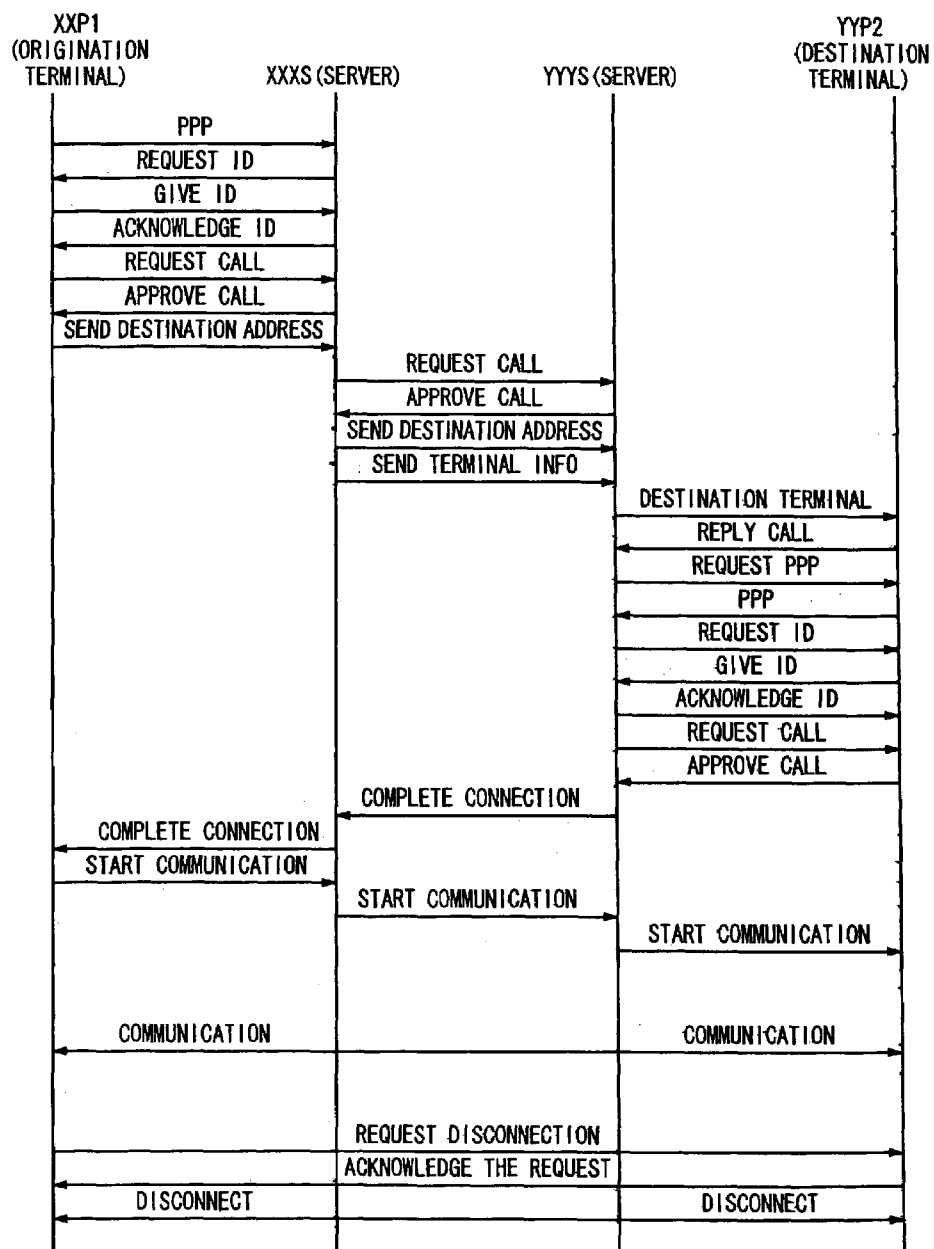 XXP1
(ORIGINATION
TERMINAL)
XXXS(SERVER)
YYYS(SERVER)
YYP2
(DESTINATION
TERMINAL)
PPP
REQUEST ID
GIVE ID
ACKNOWLEDGE ID
REQUEST CALL
APPROVE CALL
SEND DESTINATION ADDRESS
REQUEST CALL
APPROVE CALL
SEND DESTINATION ADDRESS
SEND TERMINAL INFO
DESTINATION TERMINAL
REPLY CALL
REQUEST PPP
PPP
REQUEST ID
GIVE ID
ACKNOWLEDGE ID
REQUEST CALL
APPROVE CALL
COMPLETE CONNECTION
COMPLETE CONNECTION
START COMMUNICATION
START COMMUNICATION
START COMMUNICATION
COMMUNICATION
COMMUNICATION
REQUEST DISCONNECTION
ACKNOWLEDGE THE REQUEST
DISCONNECT
DISCONNECT